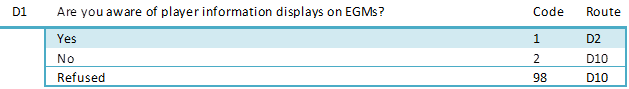 D1 Are you aware of player information displays on EGMs? Code Route
Yes 1 D2
No 2 D10
Refused 98 D10